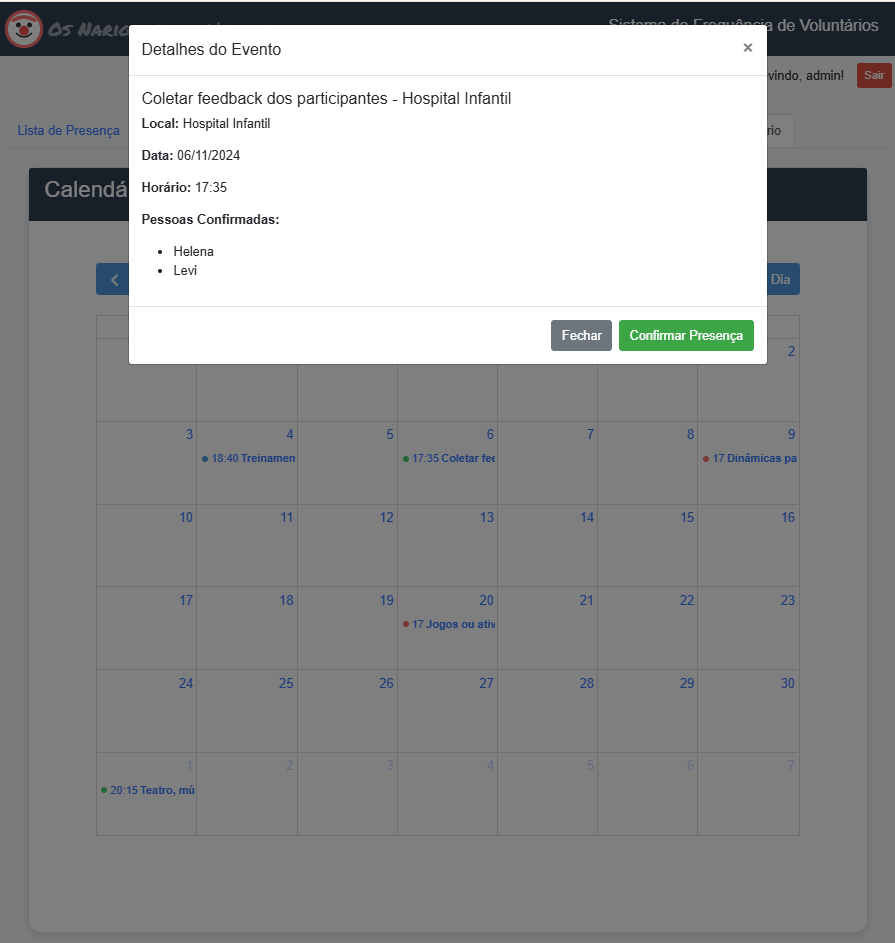 Os
Sistema de Frequência de Voluntários
Detalhes do Evento
×
admin!
Sair
Coletar feedback dos participantes - Hospital Infantil
Local: Hospital Infantil
Lista de Presença
Data: 06/11/2024
Calendá
Horário: 17:35
Pessoas Confirmadas:
• Helena
• Levi
Dia
Fechar
Confirmar Presença
2
3 4 5 6 7 8 9
18:40 Treinamen 17:35 Coletar fee 17 Dinâmicas pa
10 11 12 13 14 15 16
17 18 19 20 21 22 23
17 Jogos ou ativ
24 25 26 27 28 29 30
1 2 3 4 5 6 7
20:15 Teatro, mú